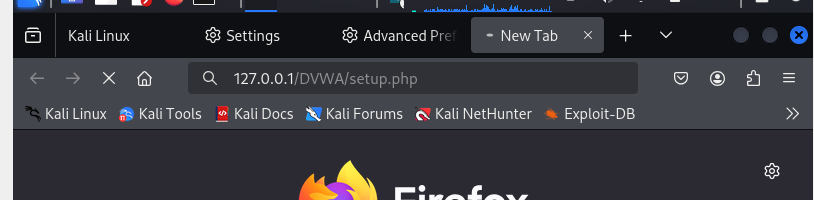 Kali Linux Settings Advanced Pref New Tab
127.0.0.1/DVWA/setup.php
Kali Linux Kali Tools Kali Docs Kali Forums Kali NetHunter Exploit-DB
Firefox